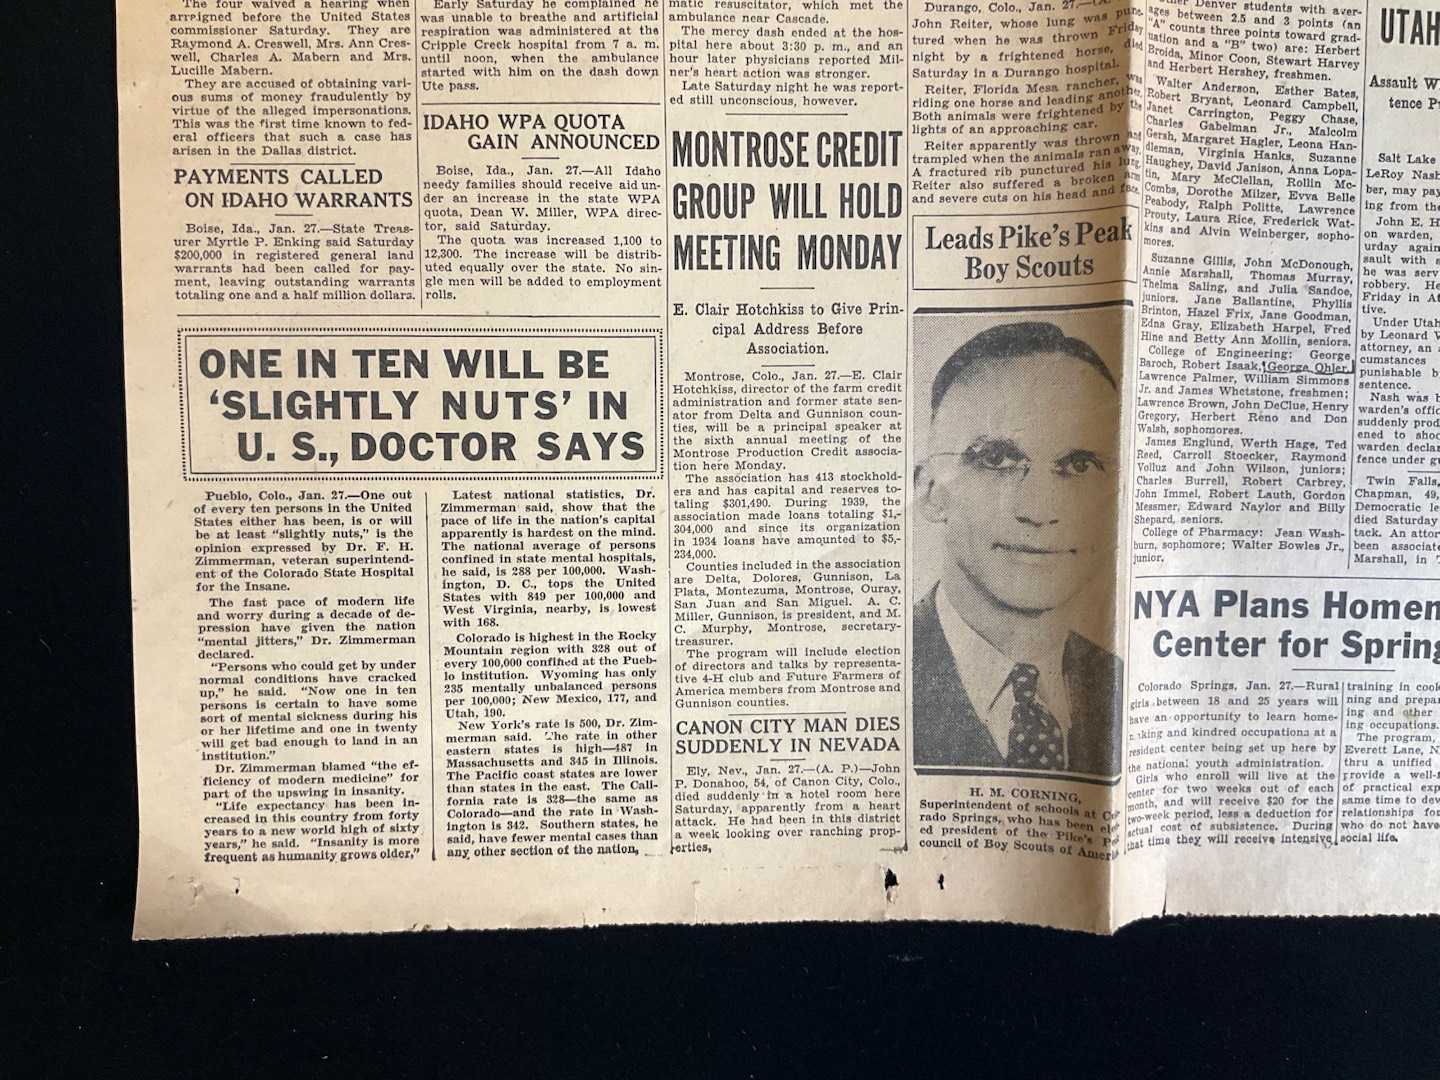 The four waived a hearing when
arrpigned before the United States
commissioner Saturday. They are
Raymond A. Creswell, Mrs. Ann Cres-
well, Charles A. Mabern and Mrs.
Lucille Mabern.
They are accused of obtaining vari-
ous sums of money fraudulently by
virtue of the alleged impersonations.
This was the first time known to fed-
eral officers that such a case has
arisen in the Dallas district.
PAYMENTS CALLED
ON IDAHO WARRANTS
Boise, Ida., Jan. 27.—State Treas-
urer Myrtle P. Enking said Saturday
$200,000 in registered general land
warrants had been called for pay-
ment, leaving outstanding warrants
totaling one and a half million dollars.
Early Saturday he complained he
was unable to breathe and artificial
respiration was administered at the
Cripple Creek hospital from 7 a. m.
until noon, when the ambulance
started with him on the dash down
Ute pass.
IDAHO WPA QUOTA
GAIN ANNOUNCED
Boise, Ida., Jan. 27.—All Idaho
needy families should receive aid un-
der an increase in the state WPA
quota, Dean W. Miller, WPA direc-
tor, said Saturday.
The quota was increased 1,100 to
12,300. The increase will be distrib-
uted equally over the state. No sin-
gle men will be added to employment
rolls.
ONE IN TEN WILL BE
'SLIGHTLY NUTS' IN
U. S., DOCTOR SAYS
Pueblo, Colo., Jan. 27.—One out
of every ten persons in the United
States either has been, is or will
be at least "slightly nuts," is the
opinion expressed by Dr. F. H.
Zimmerman, veteran superintend-
ent of the Colorado State Hospital
for the Insane.
The fast pace of modern life
and worry during a decade of de-
pression have given the nation
"mental jitters," Dr. Zimmerman
declared.
"Persons who could get by under
normal conditions have cracked
up," he said. "Now one in ten
persons is certain to have some
sort of mental sickness during his
or her lifetime and one in twenty
will get bad enough to land in an
institution."
Dr. Zimmerman blamed "the ef-
ficiency of modern medicine" for
part of the upswing in insanity.
"Life expectancy has been in-
creased in this country from forty
years to a new world high of sixty
years," he said. "Insanity is more
frequent as humanity grows older,"
Latest national statistics, Dr.
Zimmerman said, show that the
pace of life in the nation's capital
apparently is hardest on the mind.
The national average of persons
confined in state mental hospitals,
he said, is 288 per 100,000. Wash-
ington, D. C., tops the United
States with 849 per 100,000 and
West Virginia, nearby, is lowest
with 168.
Colorado is highest in the Rocky
Mountain region with 328 out of
every 100,000 confined at the Pueb-
lo institution. Wyoming has only
235 mentally unbalanced persons
per 100,000; New Mexico, 177, and
Utah, 190.
New York's rate is 500, Dr. Zim-
merman said. The rate in other
eastern states is high—487 in
Massachusetts and 345 in Illinois.
The Pacific coast states are lower
than states in the east. The Cali-
fornia rate is 328—the same as
Colorado—and the rate in Wash-
ington is 342. Southern states, he
said, have fewer mental cases than
any other section of the nation,
matic resuscitator, which met the
ambulance near Cascade.
The mercy dash ended at the hos-
pital here about 3:30 p. m., and an
hour later physicians reported Mil-
ner's heart action was stronger.
Late Saturday night he was report-
ed still unconscious, however.
MONTROSE CREDIT
GROUP WILL HOLD
MEETING MONDAY
E. Clair Hotchkiss to Give Prin-
cipal Address Before
Association.
Montrose, Colo., Jan. 27.—E. Clair
Hotchkiss, director of the farm credit
administration and former state sen-
ator from Delta and Gunnison coun-
ties, will be a principal speaker at
the sixth annual meeting of the
Montrose Production Credit associa-
tion here Monday.
The association has 413 stockhold-
ers and has capital and reserves to-
taling $301,490. During 1939, the
association made loans totaling $1,-
304,000 and since its organization
in 1934 loans have amounted to $5,-
234,000.
Counties included in the association
are Delta, Dolores, Gunnison, La
Plata, Montezuma, Montrose, Ouray,
San Juan and San Miguel. A. C.
Miller, Gunnison, is president, and M.
C. Murphy, Montrose, secretary-
treasurer.
The program will include election
of directors and talks by representa-
tive 4-H club and Future Farmers of
America members from Montrose and
Gunnison counties.
CANON CITY MAN DIES
SUDDENLY IN NEVADA
Ely, Nev., Jan. 27.—(A. P.)—John
P. Donahoo, 54, of Canon City, Colo.,
died suddenly in a hotel room here
Saturday, apparently from a heart
attack. He had been in this district
a week looking over ranching prop-
erties,
Durango, Colo., Jan. 27.—(A.
John Reiter, whose lung was punc-
tured when he was thrown Friday
night by a frightened horse, died
Saturday in a Durango hospital.
Reiter, Florida Mesa rancher, was
riding one horse and leading another.
Both animals were frightened by the
lights of an approaching car.
Reiter apparently was thrown and
trampled when the animals ran away.
A fractured rib punctured his lung.
Reiter also suffered a broken arm
and severe cuts on his head and face.
Leads Pike's Peak
Boy Scouts
H. M. CORNING,
Superintendent of schools at Colo-
rado Springs, who has been elect-
ed president of the Pike's Peak
council of Boy Scouts of America
Other Denver students with aver-
ages between 2.5 and 3 points (an
"A" counts three points toward grad-
uation and a "B" two) are: Herbert
Broida, Minor Coon, Stewart Harvey
and Herbert Hershey, freshmen.
Walter Anderson, Esther Bates,
Robert Bryant, Leonard Campbell,
Janet Carrington, Peggy Chase,
Charles Gabelman Jr., Malcolm
Gersh, Margaret Hagler, Leona Han-
dleman, Virginia Hanks, Suzanne
Haughey, David Janison, Anna Lopa-
tin, Mary McClellan, Rollin Mc-
Combs, Dorothe Milzer, Evva Belle
Peabody, Ralph Politte, Lawrence
Prouty, Laura Rice, Frederick Wat-
kins and Alvin Weinberger, sopho-
mores.
Suzanne Gillis, John McDonough,
Annie Marshall, Thomas Murray,
Thelma Saling, and Julia Sandoe,
juniors. Jane Ballantine, Phyllis
Brinton, Hazel Frix, Jane Goodman,
Edna Gray, Elizabeth Harpel, Fred
Hine and Betty Ann Mollin, seniors.
College of Engineering: George
Baroch, Robert Isaak, George Ohler,
Lawrence Palmer, William Simmons
Jr. and James Whetstone, freshmen;
Lawrence Brown, John DeClue, Henry
Gregory, Herbert Reno and Don
Walsh, sophomores.
James Englund, Werth Hage, Ted
Reed, Carroll Stoecker, Raymond
Volluz and John Wilson, juniors;
Charles Burrell, Robert Carbrey,
John Immel, Robert Lauth, Gordon
Messmer, Edward Naylor and Billy
Shepard, seniors.
College of Pharmacy: Jean Wash-
burn, sophomore; Walter Bowles Jr.,
junior.
NYA Plans Homem
Center for Spring
Colorado Springs, Jan. 27.—Rural
girls between 18 and 25 years will
have an opportunity to learn home-
making and kindred occupations at a
resident center being set up here by
the national youth administration.
Girls who enroll will live at the
center for two weeks out of each
month, and will receive $20 for the
two-week period, less a deduction for
actual cost of subsistence. During
that time they will receive intensive
training in cook
ning and prepar
ing and other
ing occupations.
The program,
Everett Lane, N
thru a unified
provide a well-
of practical exp
same time to dev
relationships for
who do not have
social life.
UTAH
Assault W
tence P
Salt Lake
LeRoy Nash
ber, may pay
ing from the
John E. H
on warden,
urday again
sault with a
he was serv
robbery. He
Friday in A
tive.
Under Utah
by Leonard W
attorney, an
cumstances
punishable b
sentence.
Nash was b
warden's offic
suddenly prod
ened to shoo
warden declar
fence under g
Twin Falls,
Chapman, 49,
Democratic le
died Saturday
tack. An attor
been associate
Marshall, in